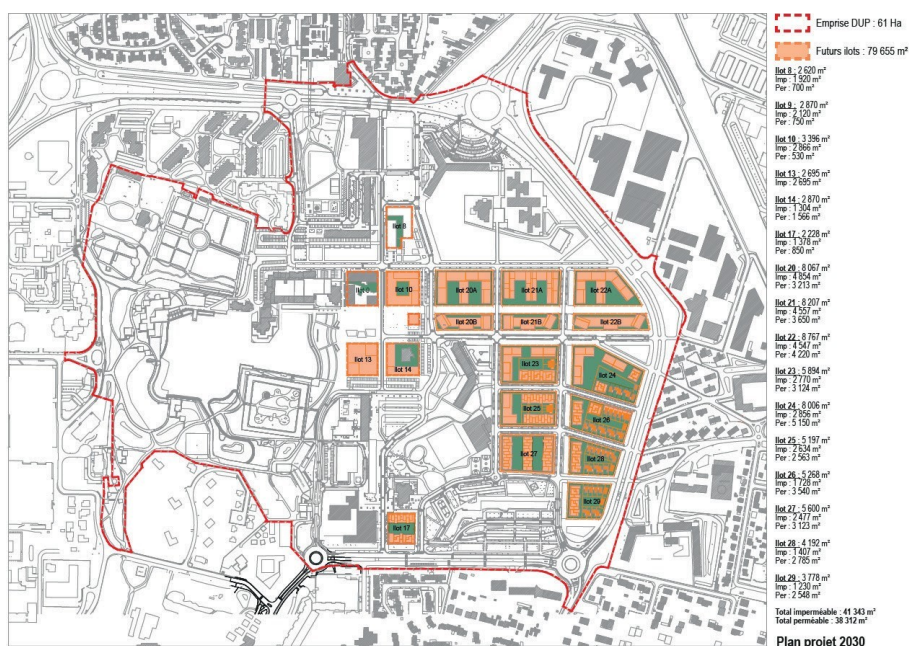 Emprise DUP : 61 Ha
Futurs ilots : 79 655 m²
Ilot 8 : 2 620 m²
Imp : 1 920 m²
Per : 700 m²
Ilot 9 : 2 870 m²
Imp : 2 120 m²
Per : 750 m²
Ilot 10 : 3 396 m²
Imp : 2 866 m²
Per : 530 m²
Ilot 13 : 2 695 m²
Imp : 2 695 m²
Ilot 14 : 2 870 m²
Imp : 1 304 m²
Per : 1 566 m²
Ilot 17 : 2 228 m²
Imp : 1 378 m²
Per : 850 m²
Ilot 20 : 8 067 m²
Imp : 4 854 m²
Per : 3 213 m²
Ilot 21 : 8 207 m²
Imp : 4 557 m²
Per : 3 650 m²
Ilot 22 : 8 767 m²
Imp : 4 547 m²
Per : 4 220 m²
Ilot 23 : 5 894 m²
Imp : 2 770 m²
Per : 3 124 m²
Ilot 24 : 8 006 m²
Imp : 2 856 m²
Per : 5 150 m²
Ilot 25 : 5 197 m²
Imp : 2 634 m²
Per : 2 563 m²
Ilot 26 : 5 268 m²
Imp : 1 728 m²
Per : 3 540 m²
Ilot 27 : 5 600 m²
Imp : 2 477 m²
Per : 3 123 m²
Ilot 28 : 4 192 m²
Imp : 1 407 m²
Per : 2 785 m²
Ilot 29 : 3 778 m²
Imp : 1 230 m²
Per : 2 548 m²
Total imperméable : 41 343 m²
Total perméable : 38 312 m²
Plan projet 2030
Ilot 8
Ilot 9
Ilot 10
Ilot 20A
Ilot 21A
Ilot 22A
Ilot 20B
Ilot 21B
Ilot 22B
Ilot 13
Ilot 14
Ilot 23
Ilot 24
Ilot 25
Ilot 26
Ilot 27
Ilot 28
Ilot 29
Ilot 17